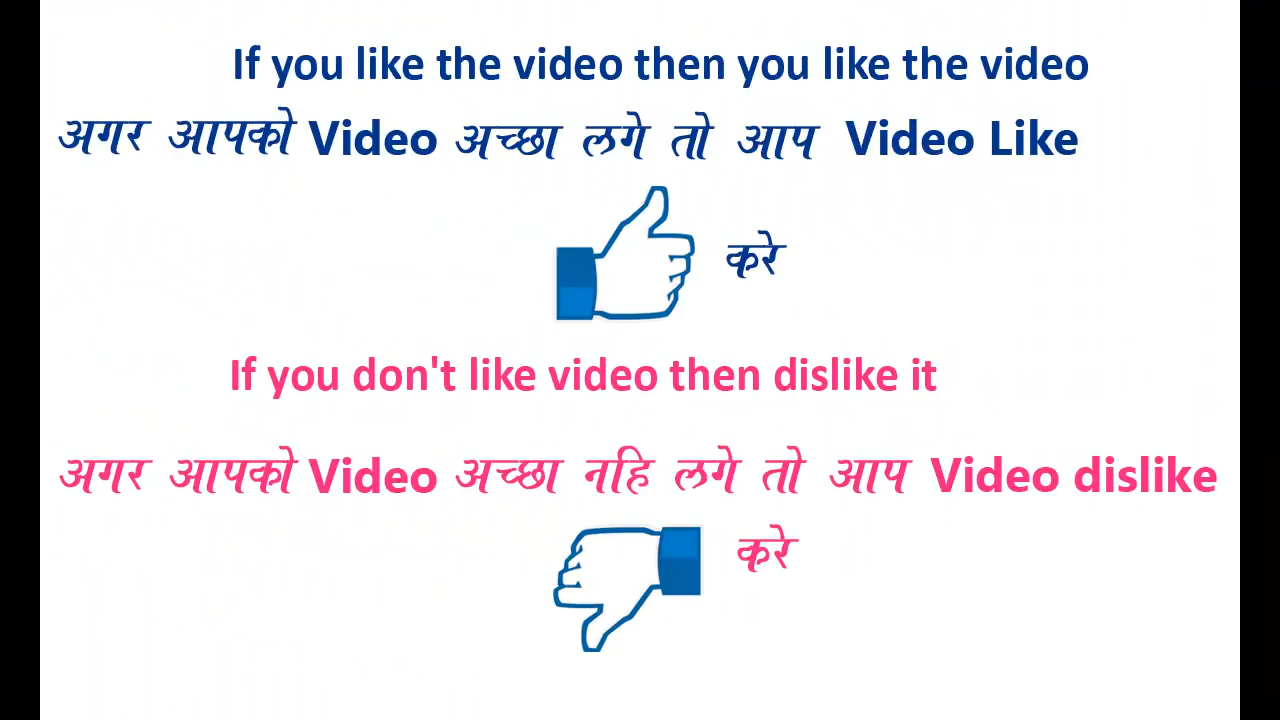 If you like the video then you like the video
अगर आपको Video अच्छा लगे तो आप Video Like
करे
If you don't like video then dislike it
अगर आपको Video अच्छा नहि लगे तो आप Video dislike
करे